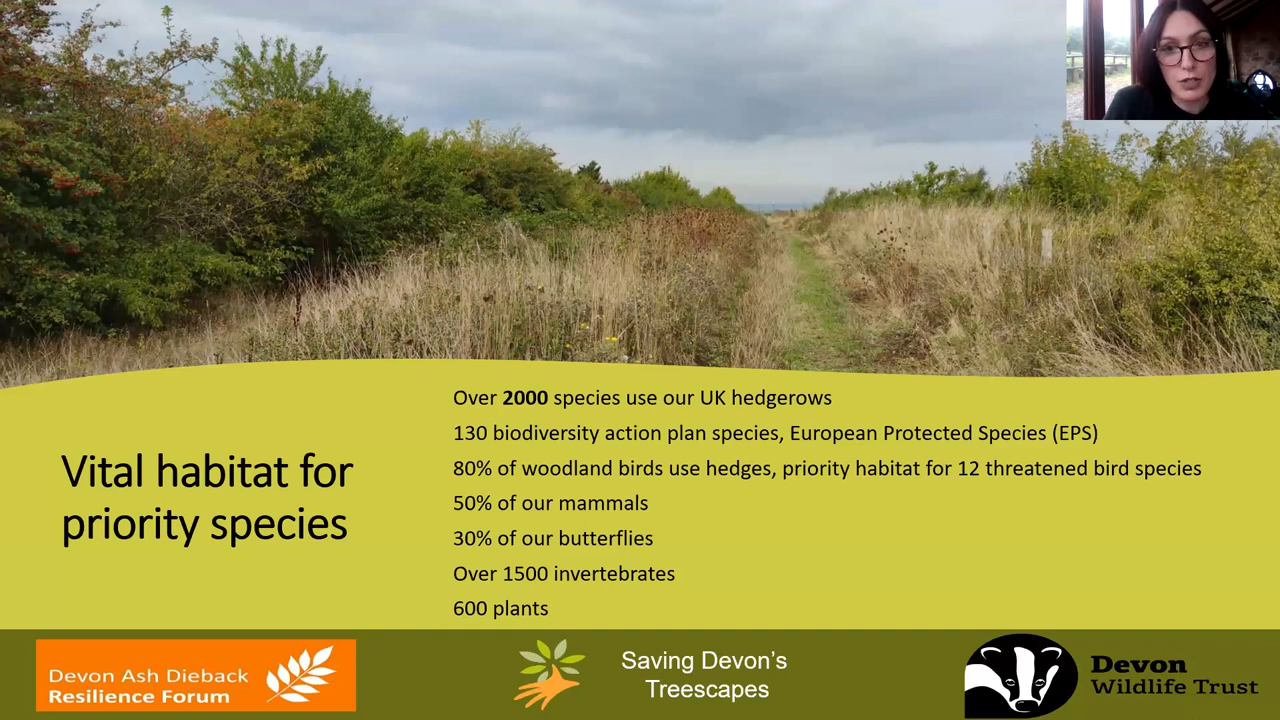 Vital habitat for
priority species
Over 2000 species use our UK hedgerows
130 biodiversity action plan species, European Protected Species (EPS)
80% of woodland birds use hedges, priority habitat for 12 threatened bird species
50% of our mammals
30% of our butterflies
Over 1500 invertebrates
600 plants
Devon Ash Dieback
Resilience Forum
Saving Devon's
Treescapes
Devon
Wildlife Trust